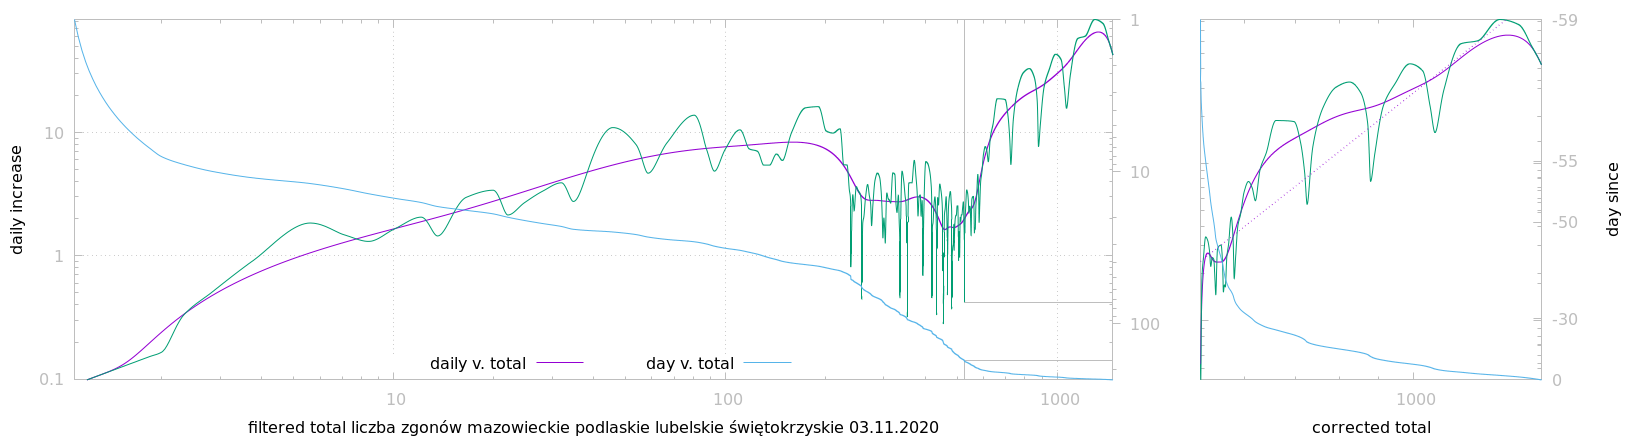 daily increase
10
1
0.1
10
100
1000
daily v. total
day v. total
filtered total liczba zgonów mazowieckie podlaskie lubelskie świętokrzyskie 03.11.2020
1
10
100
-59
-55
-50
-30
0
day since
1000
corrected total